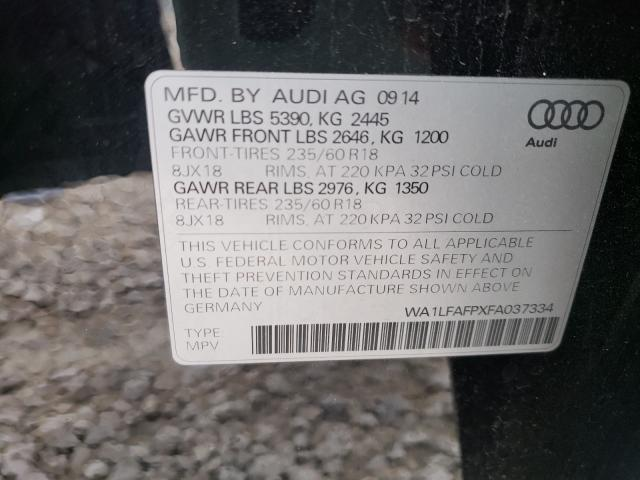 MFD. BY AUDI AG 09 14
GVWR LBS 5390, KG 2445
GAWR FRONT LBS 2646, KG 1200
FRONT-TIRES 235/60 R18
8JX18 RIMS, AT 220 KPA 32 PSI COLD
GAWR REAR LBS 2976, KG 1350
REAR-TIRES 235/60 R18
8JX18 RIMS, AT 220 KPA 32 PSI COLD
Audi
THIS VEHICLE CONFORMS TO ALL APPLICABLE
U.S. FEDERAL MOTOR VEHICLE SAFETY AND
THEFT PREVENTION STANDARDS IN EFFECT ON
THE DATE OF MANUFACTURE SHOWN ABOVE
GERMANY
WA1LFAFPXFA037334
TYPE
MPV